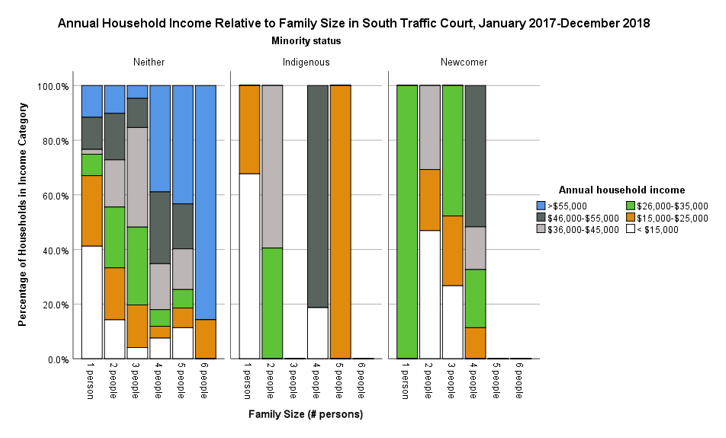 Annual Household Income Relative to Family Size in South Traffic Court, January 2017-December 2018
Minority status
Neither
Indigenous
Newcomer
Percentage of Households in Income Category
100.0%
80.0%
60.0%
40.0%
20.0%
0.0%
1 person
2 people
3 people
4 people
5 people
6 people
1 person
2 people
3 people
4 people
5 people
6 people
1 person
2 people
3 people
4 people
5 people
6 people
Family Size (# persons)
Annual household income
>$55,000
$26,000-$35,000
$46,000-$55,000
$15,000-$25,000
$36,000-$45,000
< $15,000